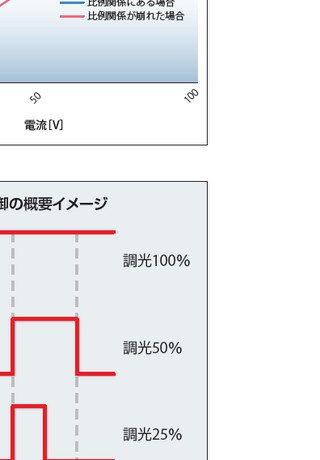 比例関係にある場合
比例関係が崩れた場合
50
100
電流[V]
御の概要イメージ
調光100%
調光50%
調光25%